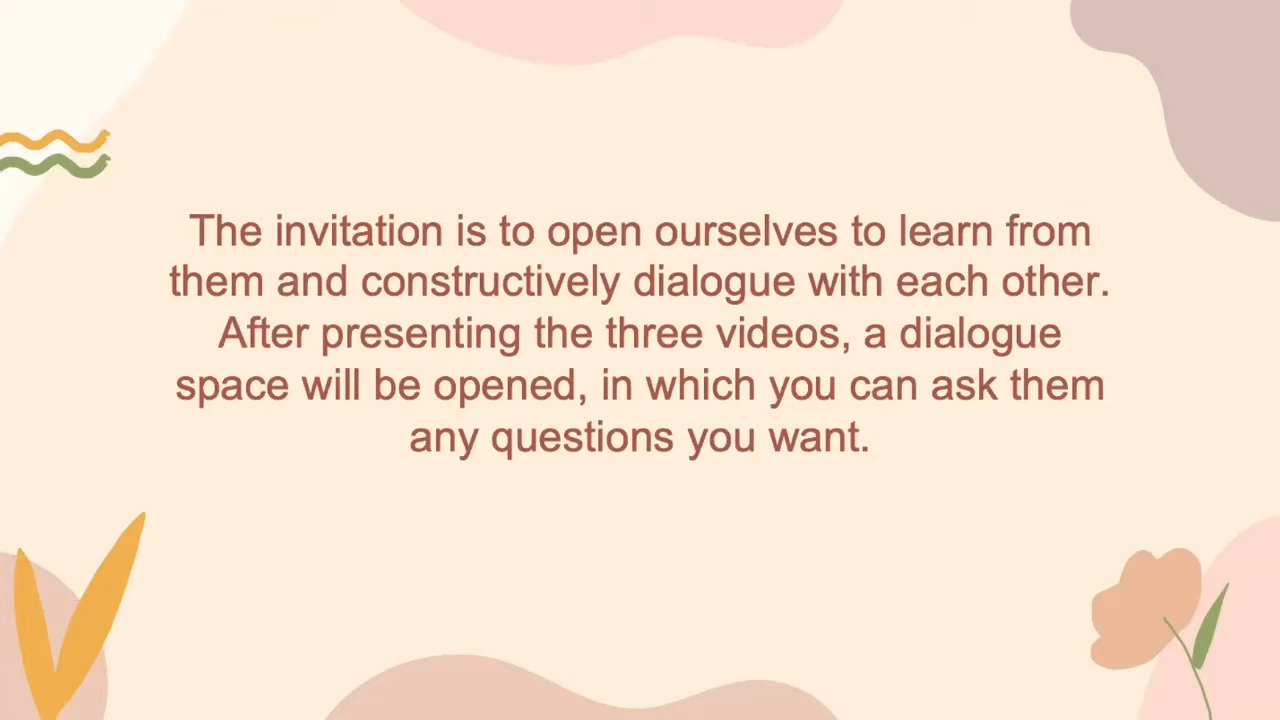 The invitation is to open ourselves to learn from
them and constructively dialogue with each other.
After presenting the three videos, a dialogue
space will be opened, in which you can ask them
any questions you want.